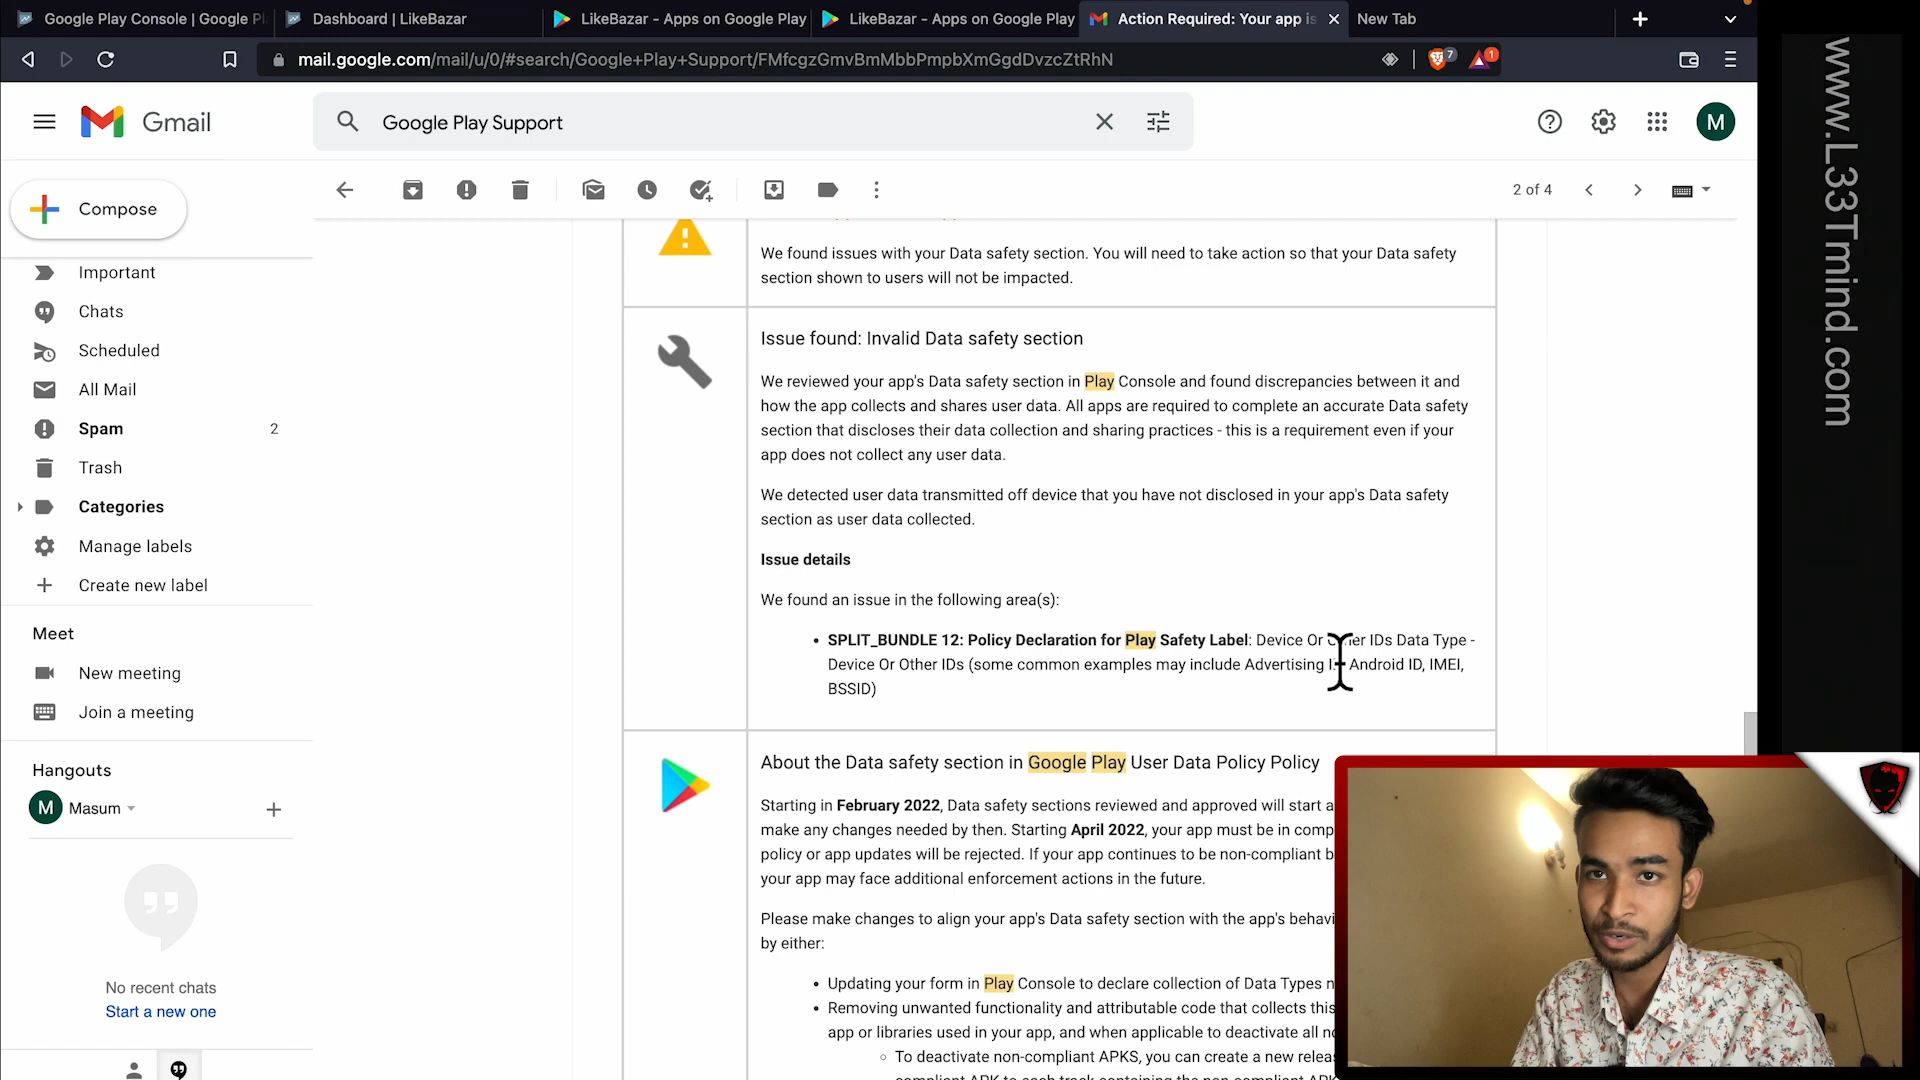 Google Play Console | Google Pl
Dashboard | LikeBazar
LikeBazar - Apps on Google Play
LikeBazar - Apps on Google Play
Action Required: Your app is
New Tab
mail.google.com/mail/u/0/#search/Google+Play+Support/FMfcgzGmvBmMbbPmpbXmGgdDvzcZtRhN
7
1
Gmail
Google Play Support
M
Compose
2 of 4
Important
Chats
Scheduled
All Mail
Spam 2
Trash
Categories
Manage labels
Create new label
Meet
New meeting
Join a meeting
Hangouts
M Masum
No recent chats
Start a new one
We found issues with your Data safety section. You will need to take action so that your Data safety
section shown to users will not be impacted.
Issue found: Invalid Data safety section
We reviewed your app's Data safety section in Play Console and found discrepancies between it and
how the app collects and shares user data. All apps are required to complete an accurate Data safety
section that discloses their data collection and sharing practices - this is a requirement even if your
app does not collect any user data.
We detected user data transmitted off device that you have not disclosed in your app's Data safety
section as user data collected.
Issue details
We found an issue in the following area(s):
• SPLIT_BUNDLE 12: Policy Declaration for Play Safety Label: Device Or Other IDs Data Type -
Device Or Other IDs (some common examples may include Advertising Android ID, IMEI,
BSSID)
About the Data safety section in Google Play User Data Policy Policy
Starting in February 2022, Data safety sections reviewed and approved will start a
make any changes needed by then. Starting April 2022, your app must be in comp
policy or app updates will be rejected. If your app continues to be non-compliant b
your app may face additional enforcement actions in the future.
Please make changes to align your app's Data safety section with the app's behavi
by either:
• Updating your form in Play Console to declare collection of Data Types n
• Removing unwanted functionality and attributable code that collects this
app or libraries used in your app, and when applicable to deactivate all no
To deactivate non-compliant APKS, you can create a new relea
www.L33Tmind.com